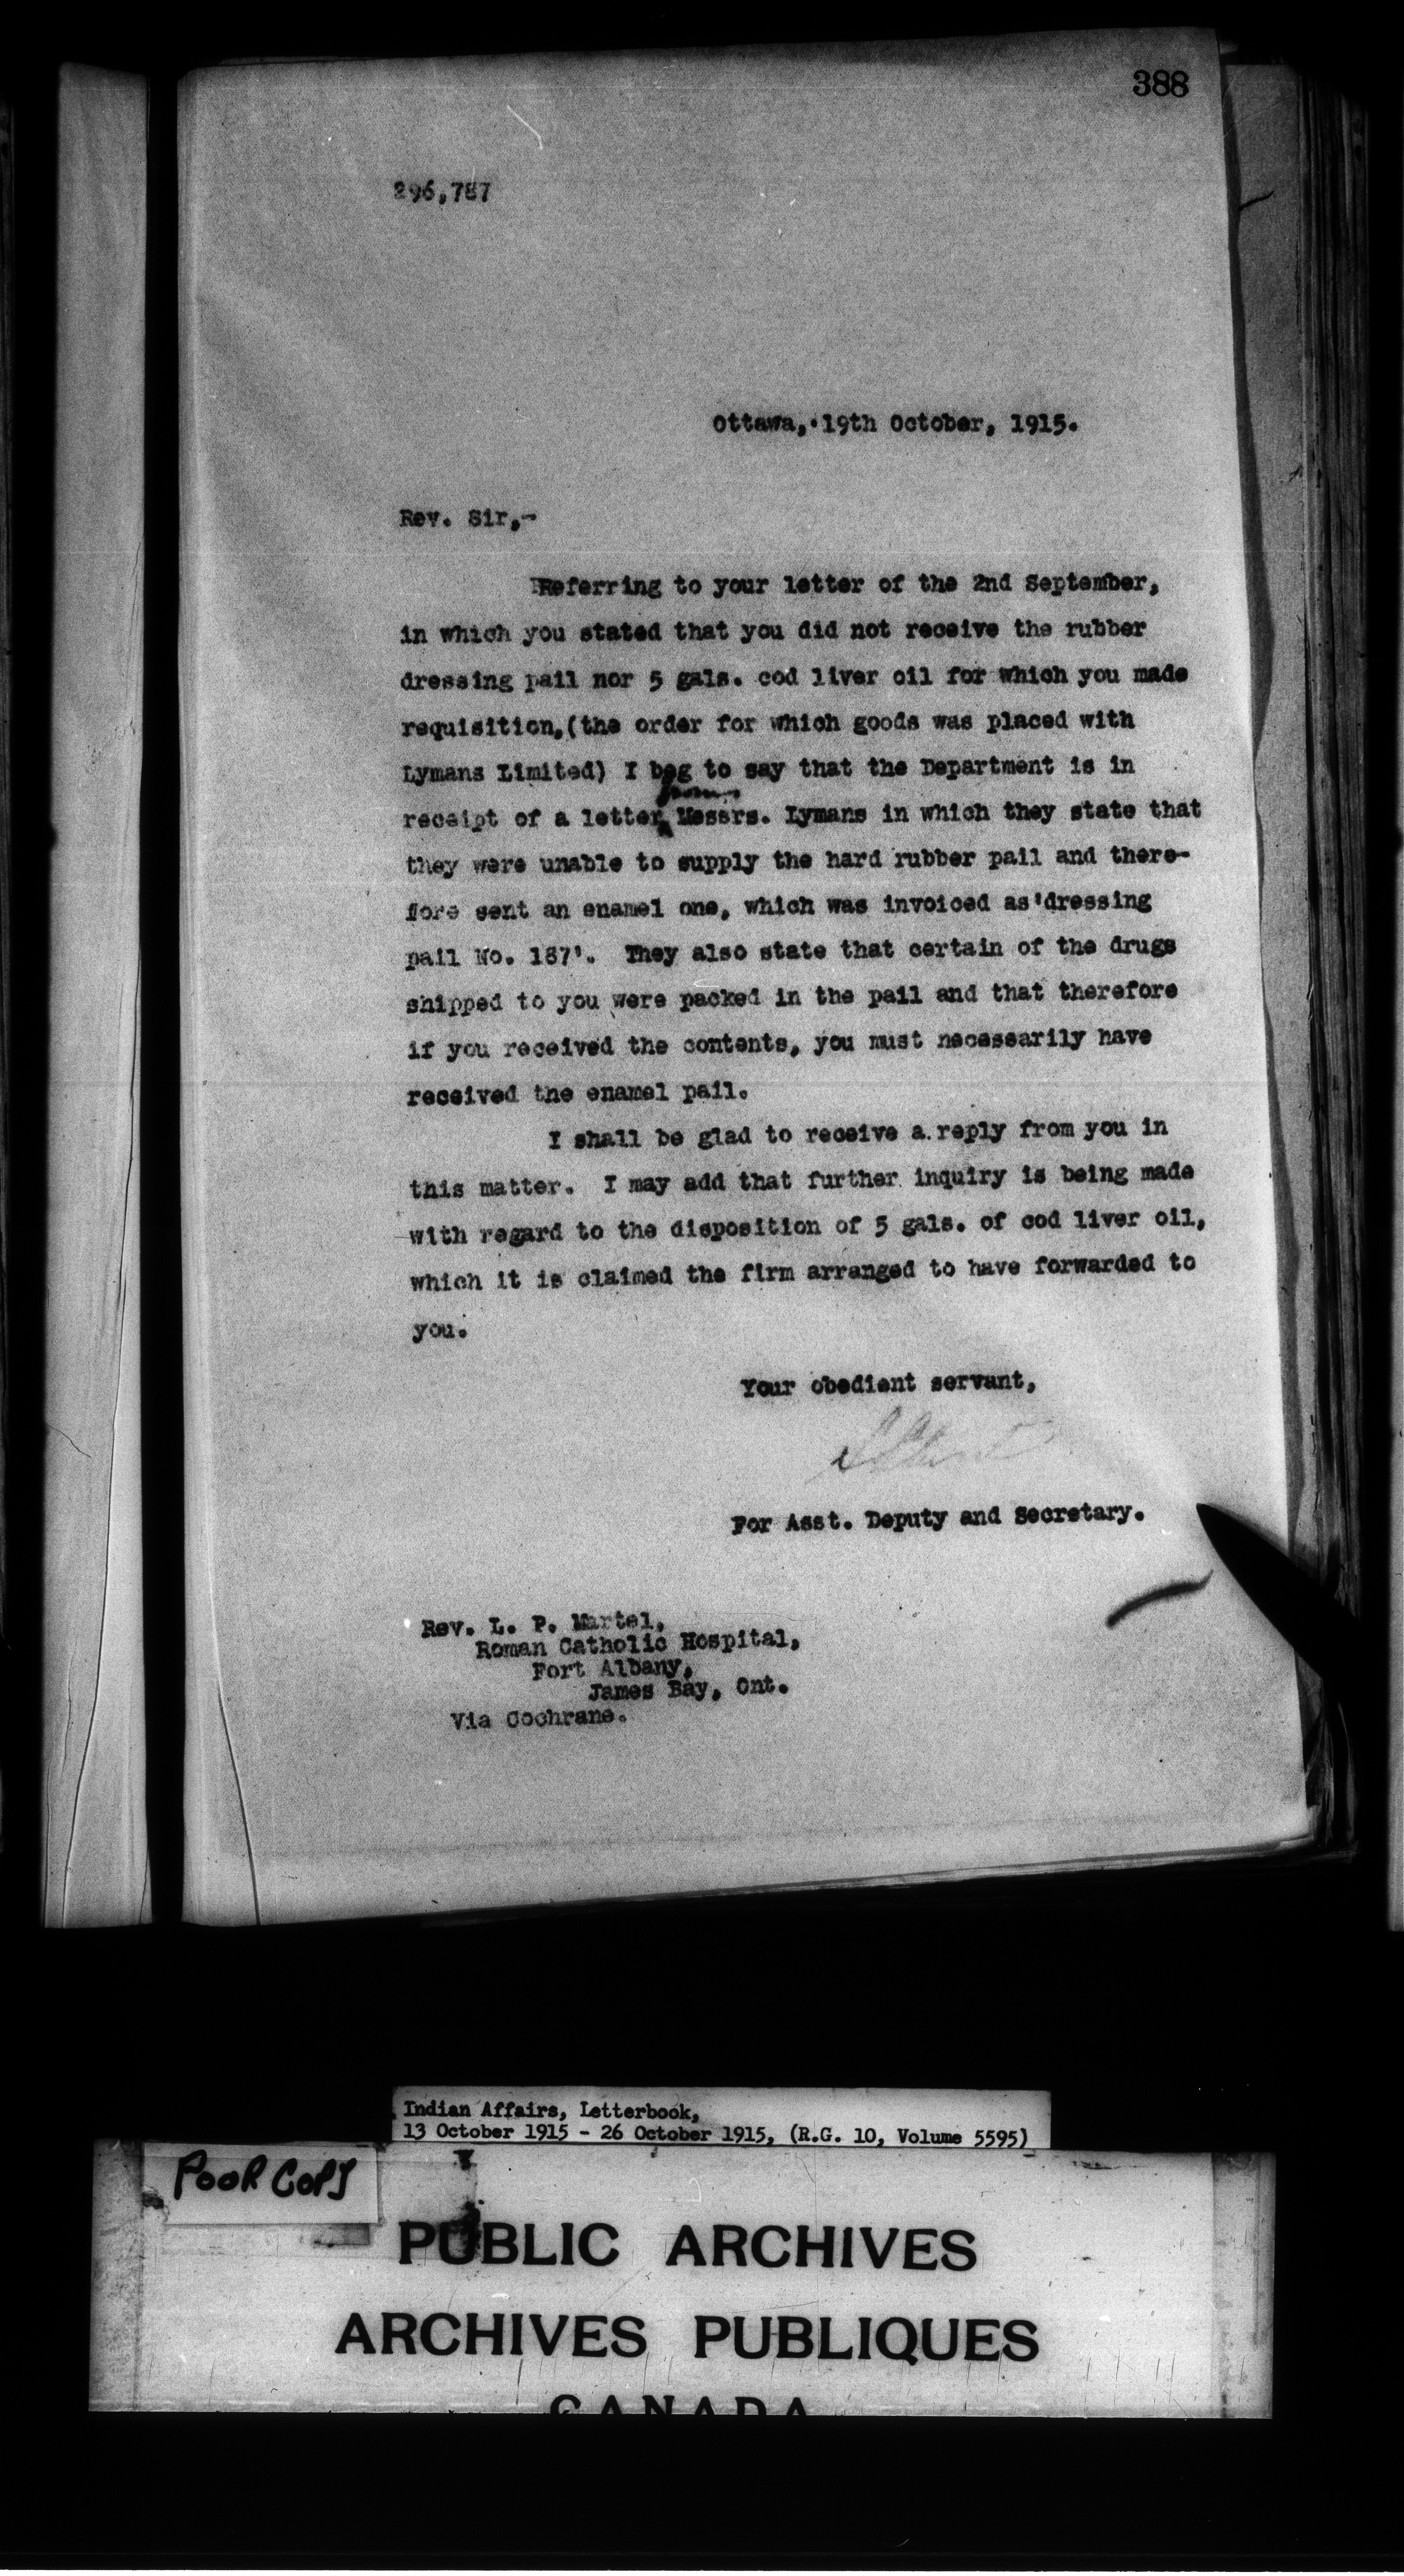 388
296,787
Ottawa, 19th October, 1915.
Rev. Sir,-
Referring to your letter of the 2nd September,
in which you stated that you did not receive the rubber
dressing pail nor 5 gals. cod liver oil for which you made
requisition,(the order for which goods was placed with
Lymans Limited) I beg to say that the Department is in
from
receipt of a letter Messrs. Lymans in which they state that
they were unable to supply the hard rubber pail and there-
fore sent an enamel one, which was invoiced as'dressing
pail No. 187'. They also state that certain of the drugs
shipped to you were packed in the pail and that therefore
if you received the contents, you must necessarily have
received the enamel pail.
I shall be glad to receive a reply from you in
this matter. I may add that further inquiry is being made
with regard to the disposition of 5 gals. of cod liver oil,
which it is claimed the firm arranged to have forwarded to
you.
Your obedient servant,
For Asst. Deputy and Secretary.
Rev. L. P. Martel,
Roman Catholic Hospital,
Fort Albany,
James Bay, Ont.
Via Cochrane.
Indian Affairs, Letterbook,
13 October 1915 - 26 October 1915, (R.G. 10, Volume 5595)
POOR COPY
PUBLIC ARCHIVES
ARCHIVES PUBLIQUES
CANADA